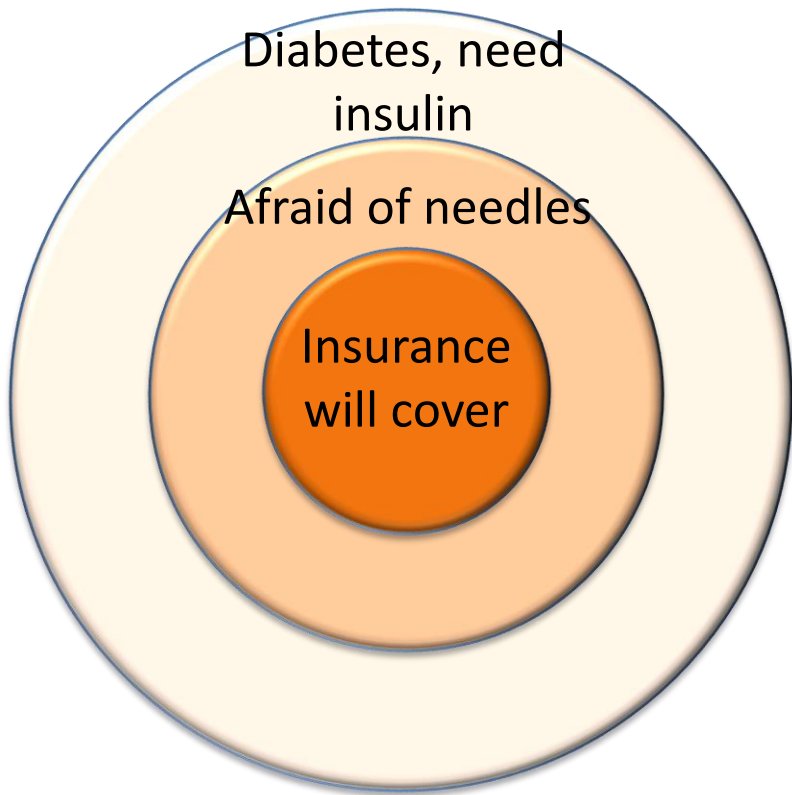 Diabetes, need
insulin
Afraid of needles
Insurance
will cover